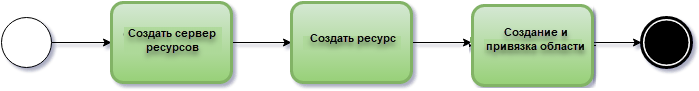 Создать сервер
ресурсов
Создать ресурс
Создание и
привязка области